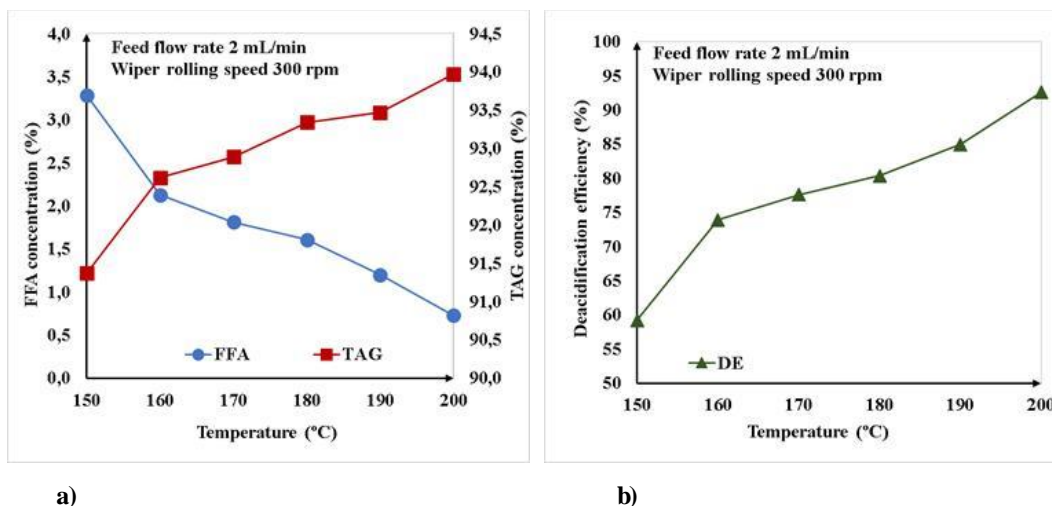 Feed flow rate 2 mL/min
Wiper rolling speed 300 rpm
FFA concentration (%)
4,0
3,5
3,0
2,5
2,0
1,5
1,0
0,5
0,0
94,5
94,0
93,5
93,0
92,5
92,0
91,5
91,0
90,5
90,0
TAG concentration (%)
FFA TAG
150 160 170 180 190 200
Temperature (ºC)
a)
Feed flow rate 2 mL/min
Wiper rolling speed 300 rpm
Deacidification efficiency (%)
100
95
90
85
80
75
70
65
60
55
50
DE
150 160 170 180 190 200
Temperature (ºC)
b)